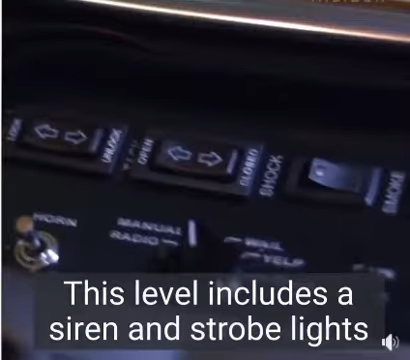 LOCK
UNLOCK
OPEN
CLOSED
SHOCK
SMOKE
HORN
MANUAL
RADIO
WAIL
YELP
This level includes a
siren and strobe lights